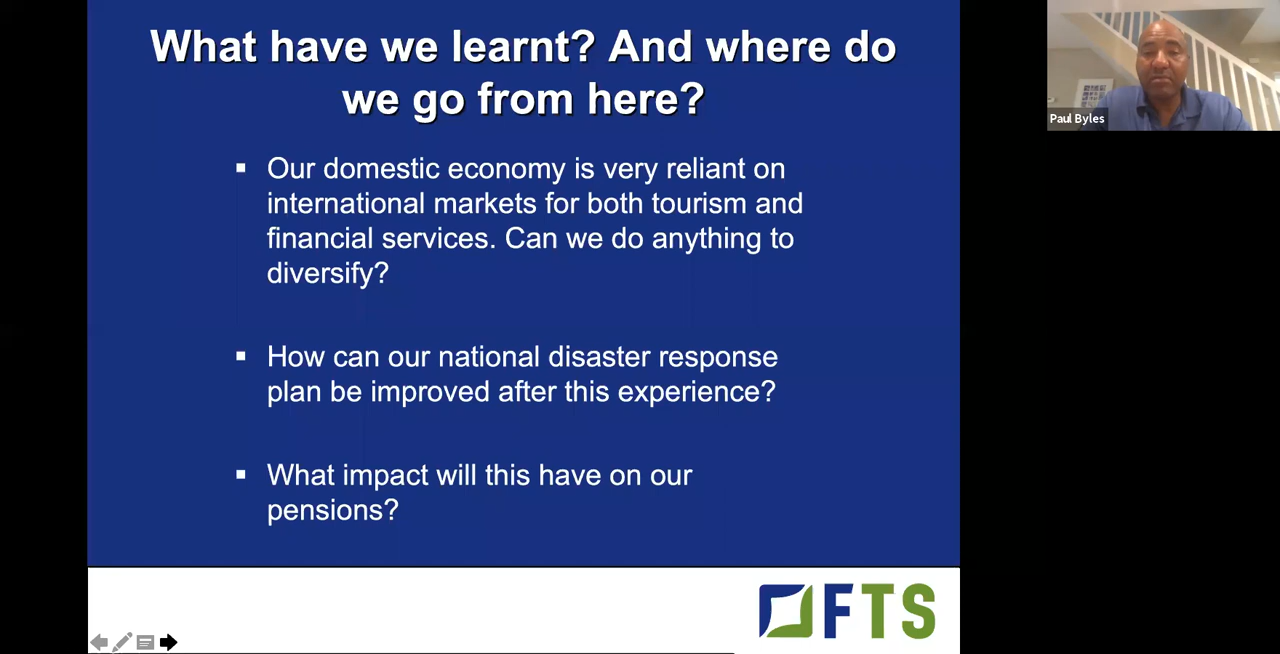 What have we learnt? And where do
we go from here?
▪ Our domestic economy is very reliant on
international markets for both tourism and
financial services. Can we do anything to
diversify?
▪ How can our national disaster response
plan be improved after this experience?
▪ What impact will this have on our
pensions?
FTS
Paul Byles